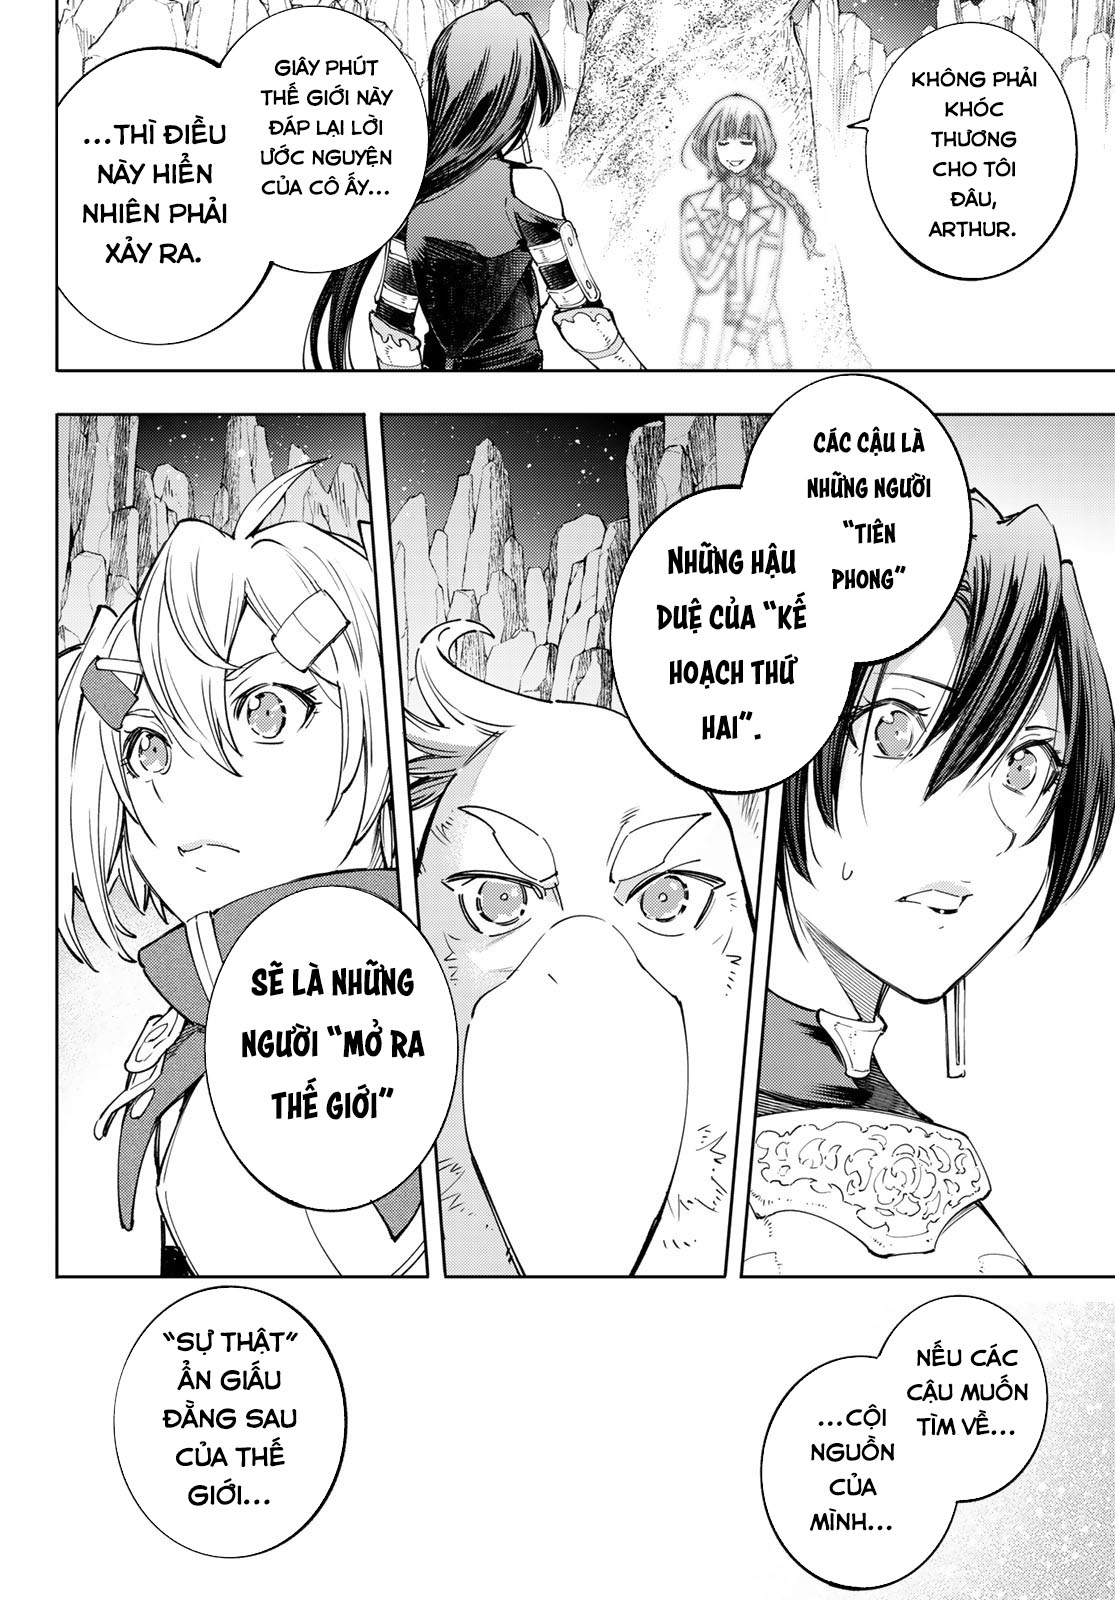 KHÔNG PHẢI
KHÓC
THƯƠNG
CHO TÔI
ĐÂU,
ARTHUR.
GIÂY PHÚT
THẾ GIỚI NÀY
ĐÁP LẠI LỜI
ƯỚC NGUYỆN
CỦA CÔ ẤY...
...THÌ ĐIỀU
NÀY HIỂN
NHIÊN PHẢI
XẢY RA.
CÁC CẬU LÀ
NHỮNG NGƯỜI
"TIÊN
PHONG"
NHỮNG HẬU
DUỆ CỦA "KẾ
HOẠCH THỨ
HAI".
SẼ LÀ NHỮNG
NGƯỜI "MỞ RA
THẾ GIỚI"
NẾU CÁC
CẬU MUỐN
TÌM VỀ...
...CỘI
NGUỒN
CỦA
MÌNH...
"SỰ THẬT"
ẨN GIẤU
ĐẰNG SAU
CỦA THẾ
GIỚI...